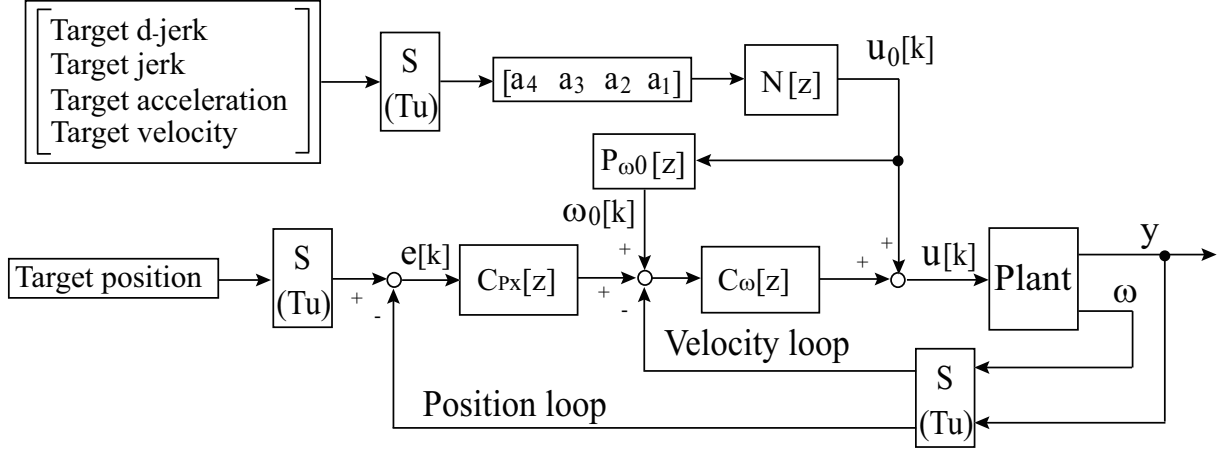 Target d-jerk
Target jerk
Target acceleration
Target velocity
S
(Tu)
[a4 a3 a2 a1]
N[z]
u0[k]
Pω0[z]
ω0[k]
Target position
S
(Tu)
+
-
e[k]
CPx[z]
+
+
-
Cω[z]
+
+
u[k]
Plant
y
ω
Velocity loop
Position loop
S
(Tu)